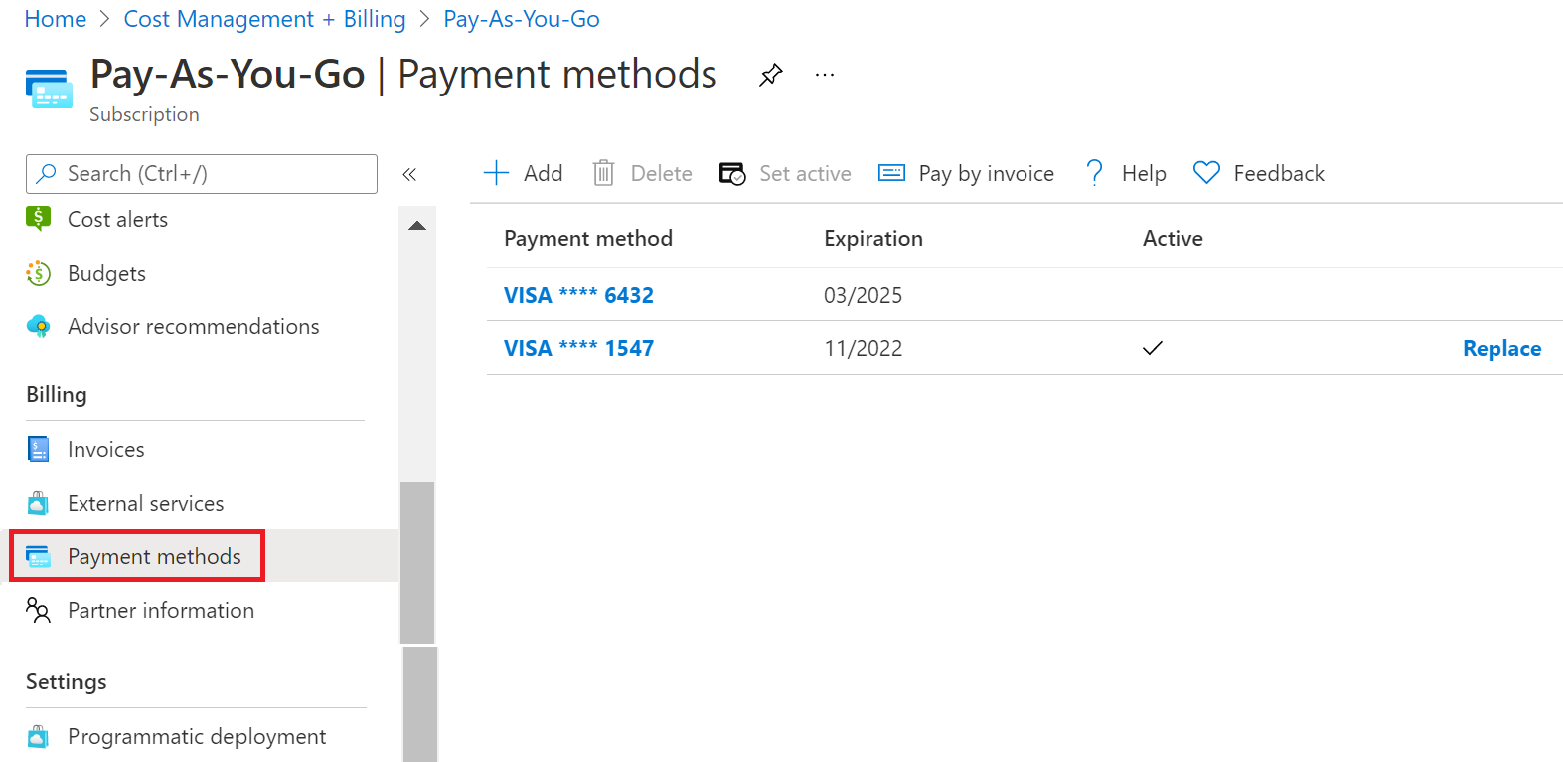 Home > Cost Management + Billing > Pay-As-You-Go
Pay-As-You-Go | Payment methods ...
Subscription
Search (Ctrl+/) «
Cost alerts
Budgets
Advisor recommendations
Billing
Invoices
External services
Payment methods
Partner information
Settings
Programmatic deployment
+ Add Delete Set active Pay by invoice ? Help Feedback
Payment method Expiration Active
VISA **** 6432 03/2025
VISA **** 1547 11/2022 ✓ Replace